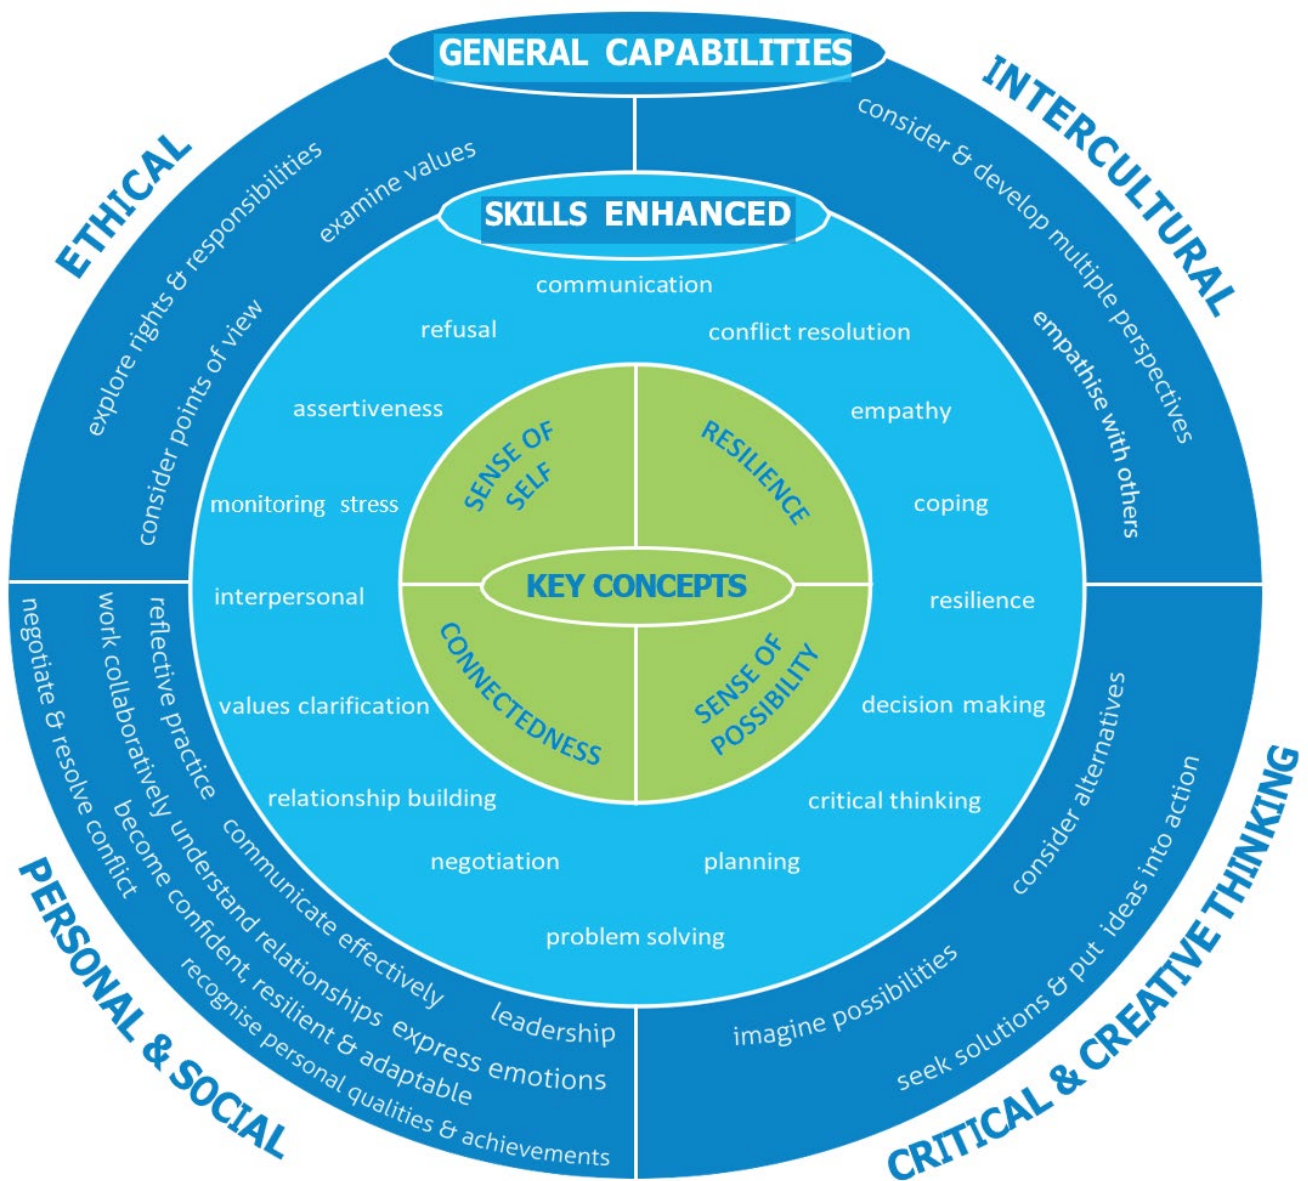 GENERAL CAPABILITIES
ETHICAL
explore rights & responsibilities
examine values
consider points of view
INTERCULTURAL
consider & develop multiple perspectives
empathise with others
SKILLS ENHANCED
communication
refusal
conflict resolution
assertiveness
empathy
monitoring stress
coping
interpersonal
resilience
values clarification
decision making
relationship building
critical thinking
negotiation
planning
problem solving
SENSE OF
SELF
RESILIENCE
KEY CONCEPTS
CONNECTEDNESS
SENSE OF
POSSIBILITY
PERSONAL & SOCIAL
reflective practice
communicate effectively
leadership
work collaboratively understand relationships express emotions
become confident, resilient & adaptable
negotiate & resolve conflict
recognise personal qualities & achievements
CRITICAL & CREATIVE THINKING
consider alternatives
imagine possibilities
seek solutions & put ideas into action